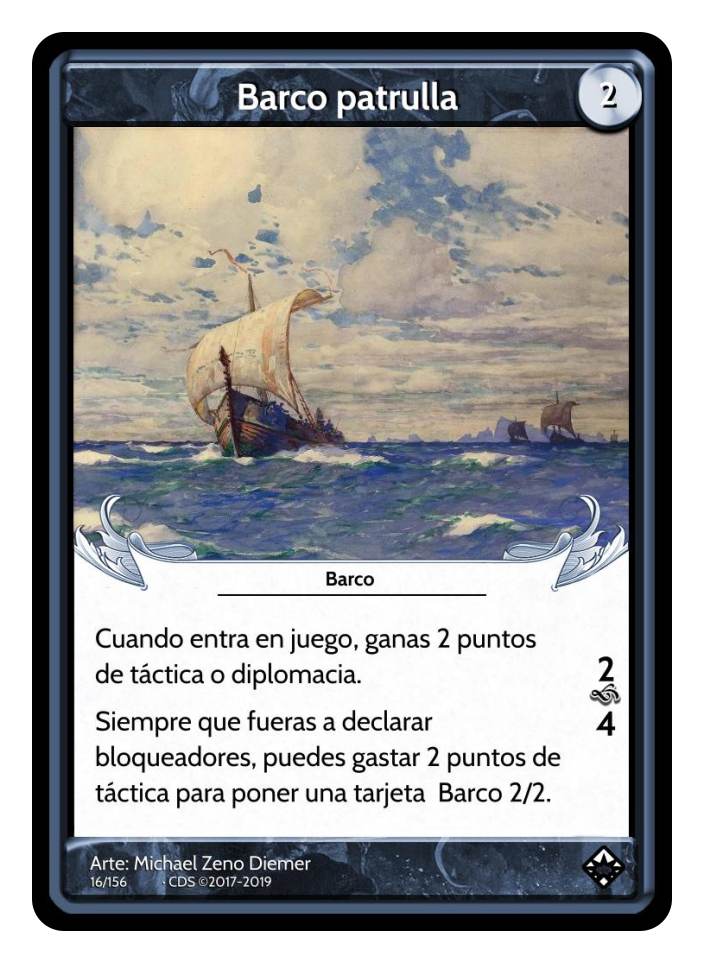 Barco patrulla
2
Barco
Cuando entra en juego, ganas 2 puntos
de táctica o diplomacia.
Siempre que fueras a declarar
bloqueadores, puedes gastar 2 puntos de
táctica para poner una tarjeta  Barco 2/2.
2
4
Arte: Michael Zeno Diemer
16/156 · CDS ©2017-2019